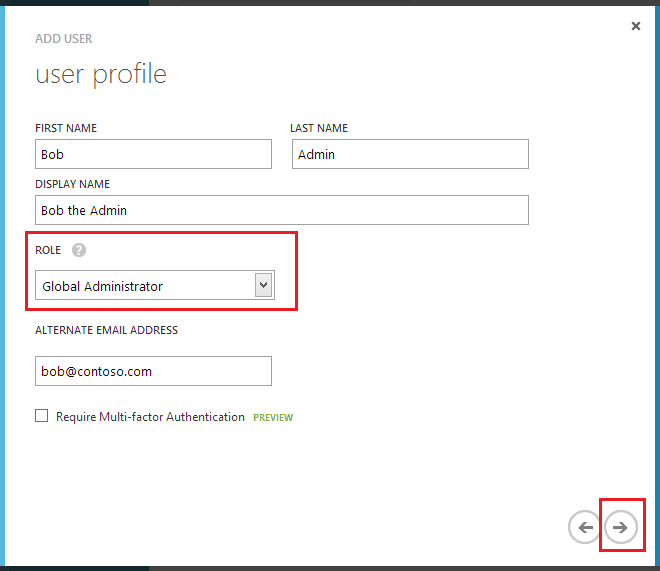 ADD USER
user profile
FIRST NAME LAST NAME
Bob Admin
DISPLAY NAME
Bob the Admin
ROLE ?
Global Administrator
ALTERNATE EMAIL ADDRESS
bob@contoso.com
Require Multi-factor Authentication PREVIEW